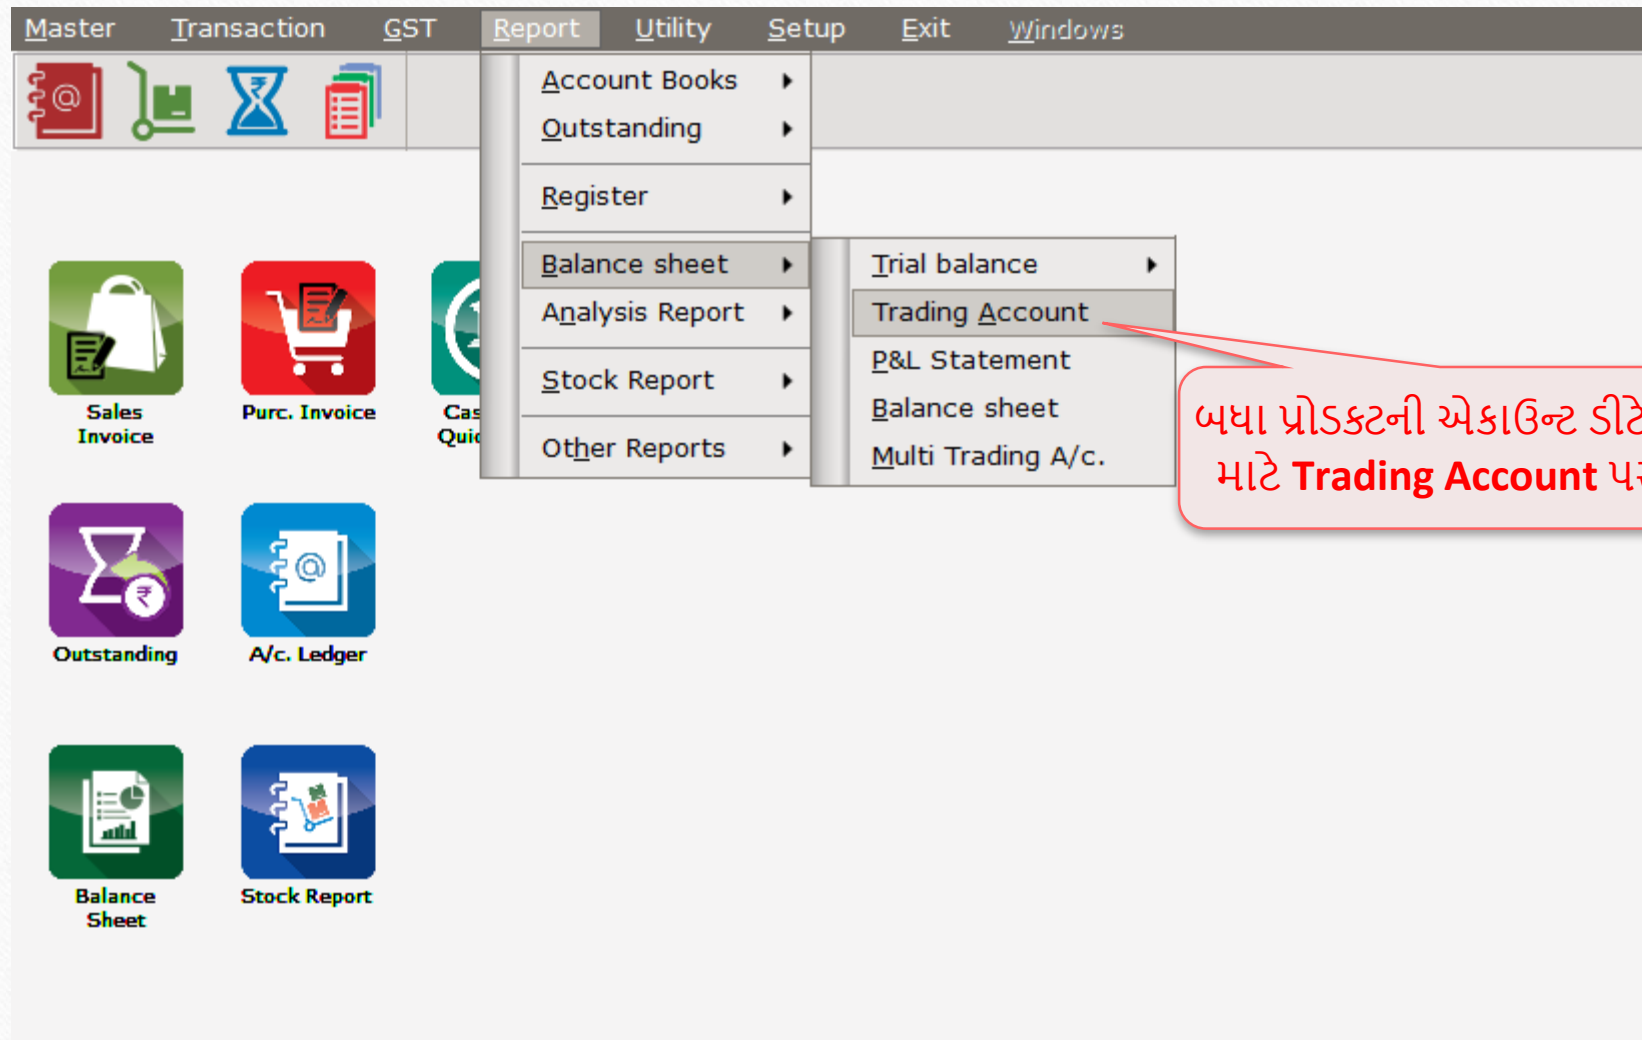 Master Transaction GST Report Utility Setup Exit Windows
Account Books
Outstanding
Register
Balance sheet
Analysis Report
Stock Report
Other Reports
Trial balance
Trading Account
P&L Statement
Balance sheet
Multi Trading A/c.
બધા પ્રોડક્ટની એકાઉન્ટ
માટે Trading Account
Sales
Invoice
Purc. Invoice
Outstanding
A/c. Ledger
Balance
Sheet
Stock Report